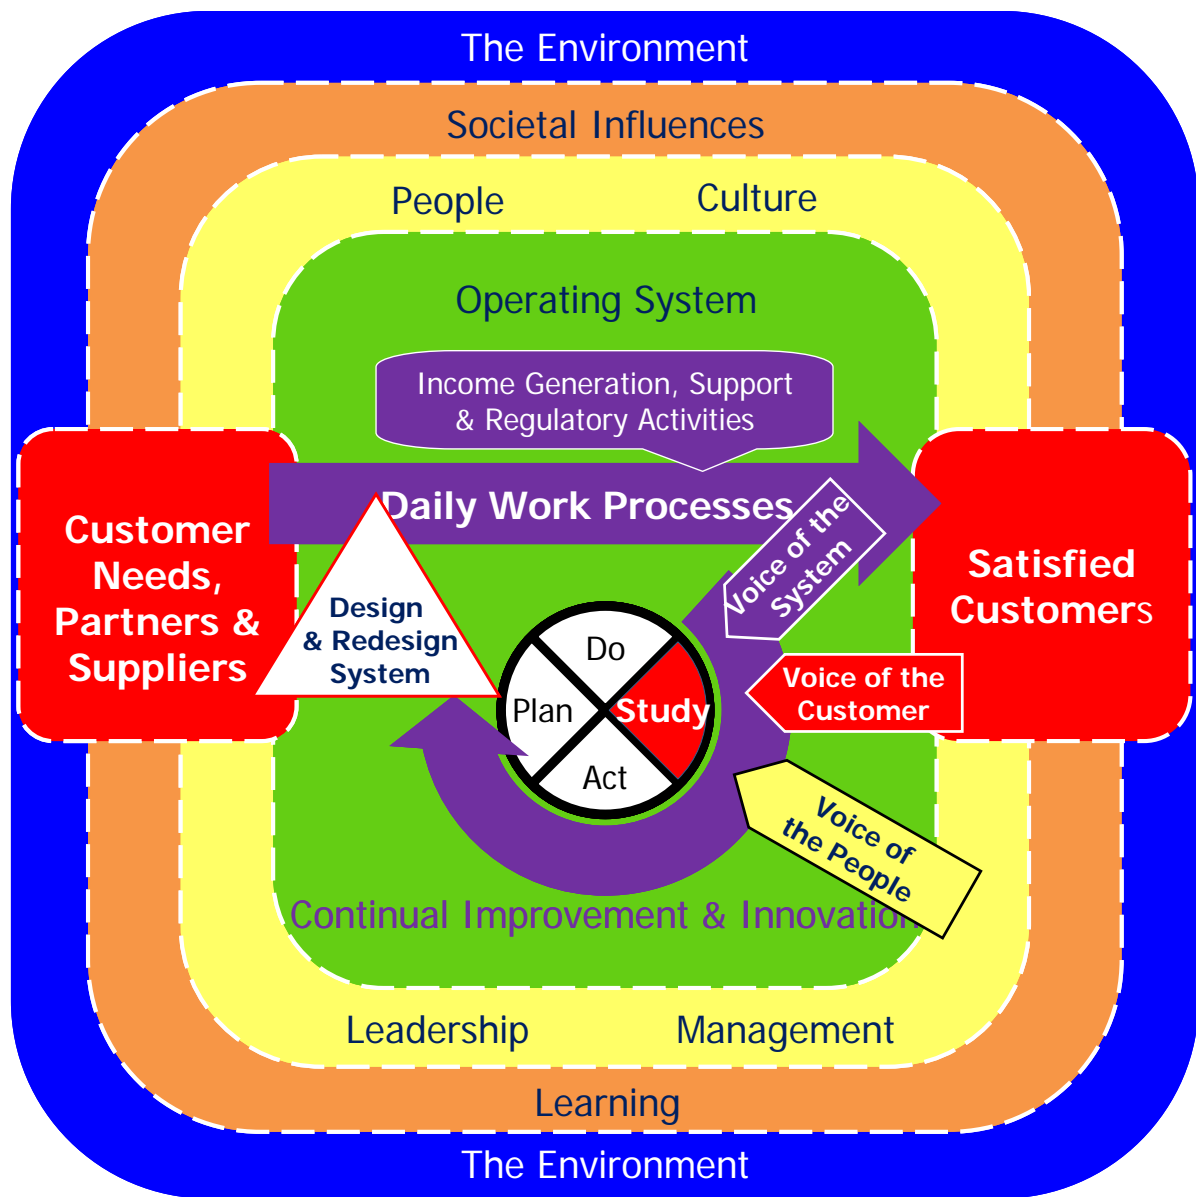 The Environment
Societal Influences
People
Culture
Operating System
Income Generation, Support
& Regulatory Activities
Daily Work Processes
Customer
Needs,
Partners &
Suppliers
Design
& Redesign
System
Do
Plan
Study
Act
Voice of the
System
Voice of the
Customer
Voice of
the People
Satisfied
Customers
Continual Improvement & Innovation
Leadership
Management
Learning
The Environment